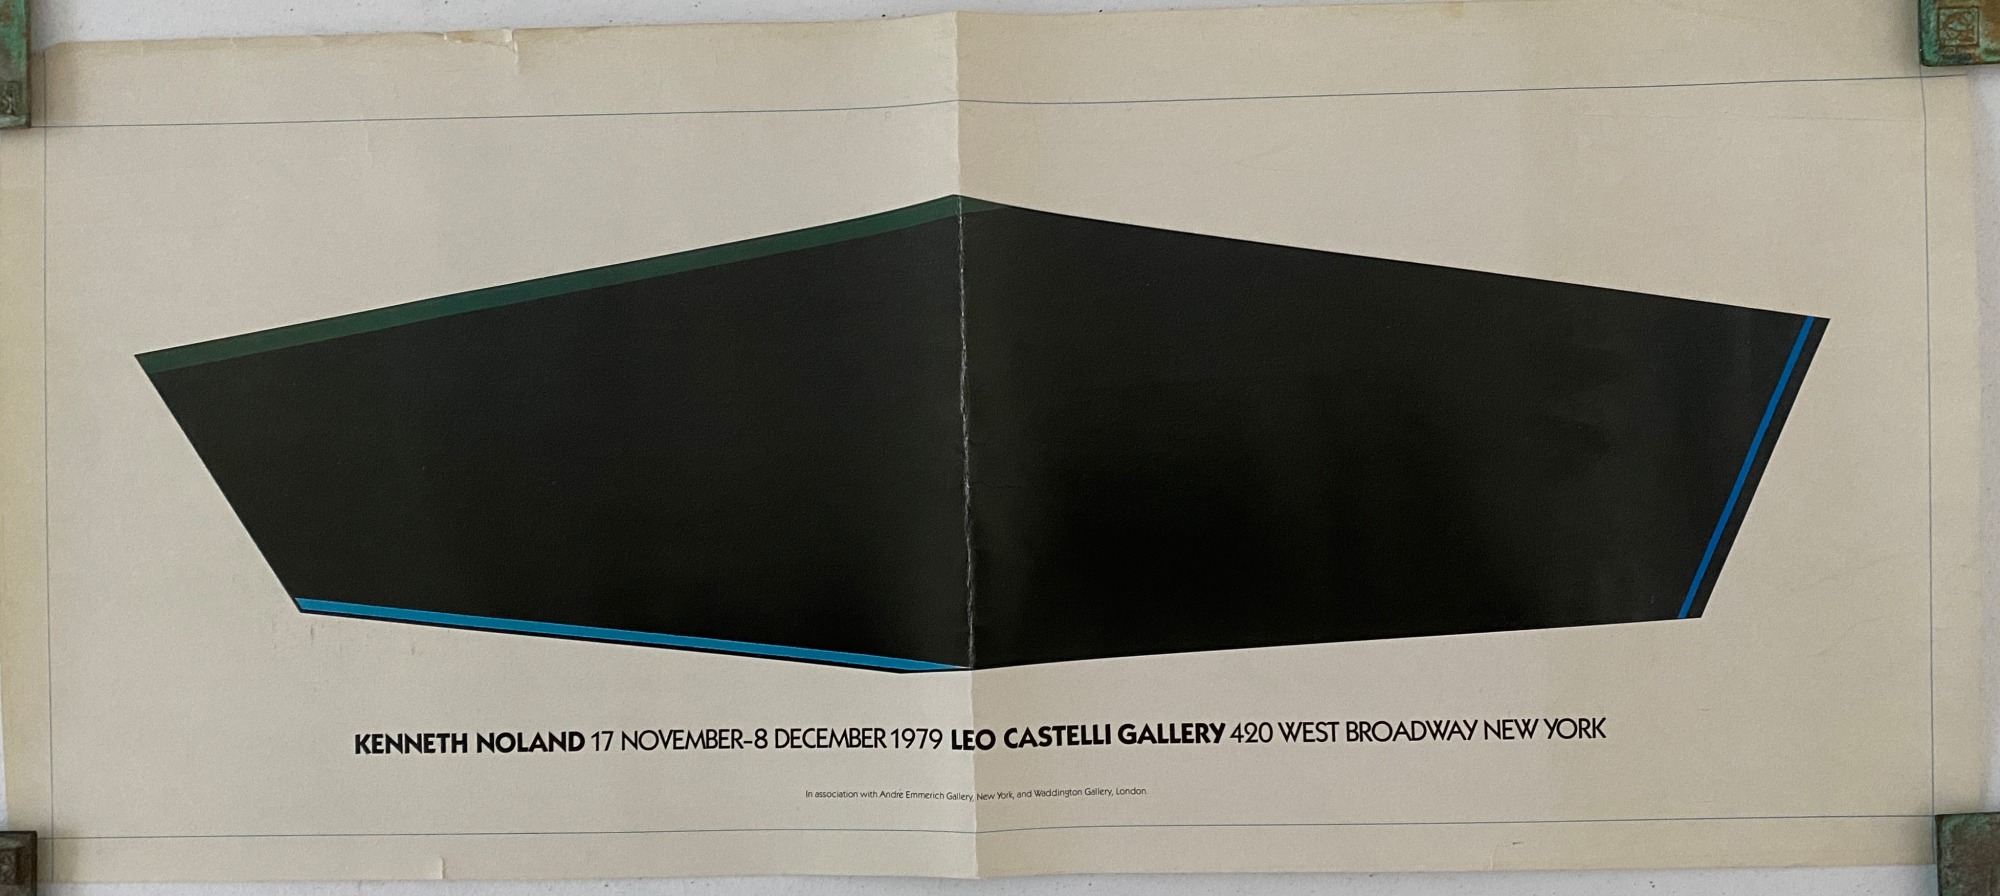 KENNETH NOLAND 17 NOVEMBER-8 DECEMBER 1979 LEO CASTELLI GALLERY 420 WEST BROADWAY NEW YORK
In association with Andre Emmerich Gallery, New York, and Waddington Gallery, London.